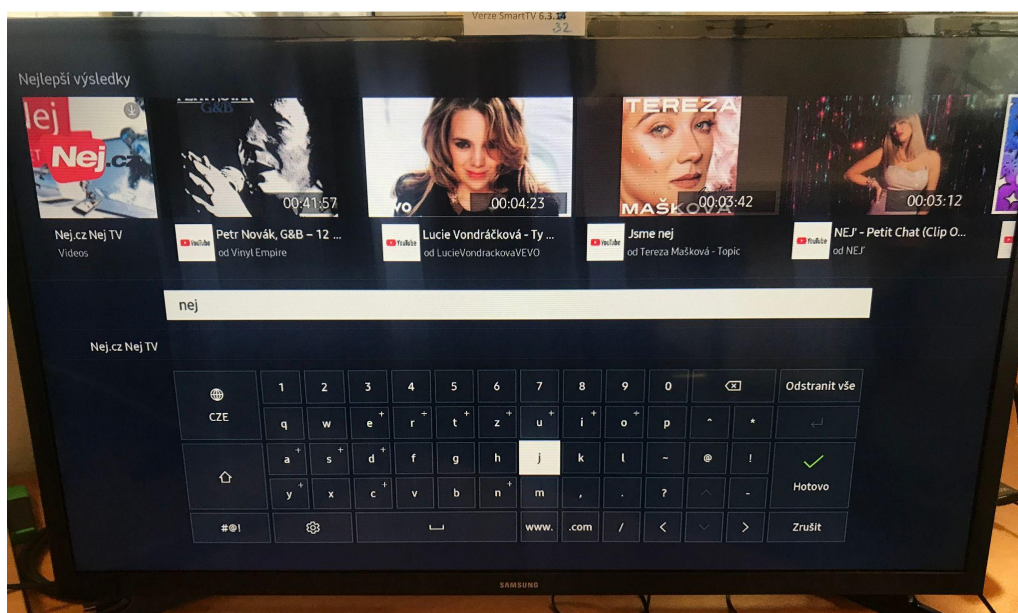 Verze SmartTV 6.3.14
32
Nejlepší výsledky
Nej
Nej.cz
G&B
VO
TEREZA
MAŠKOVÁ
00:41:57
00:04:23
00:03:42
00:03:12
Nej.cz Nej TV
Videos
YouTube
Petr Novák, G&B – 12 ...
od Vinyl Empire
YouTube
Lucie Vondráčková - Ty ...
od LucieVondrackovaVEVO
YouTube
Jsme nej
od Tereza Mašková - Topic
YouTube
NEJ' - Petit Chat (Clip O...
od NEJ'
nej
Nej.cz Nej TV
CZE 1 2 3 4 5 6 7 8 9 0 Odstranit vše
q w e r t z u i o p ^ *
a s d f g h j k l ~ @ !
y x c v b n m , . ? -
Hotovo
#@! www. .com / < > Zrušit
SAMSUNG